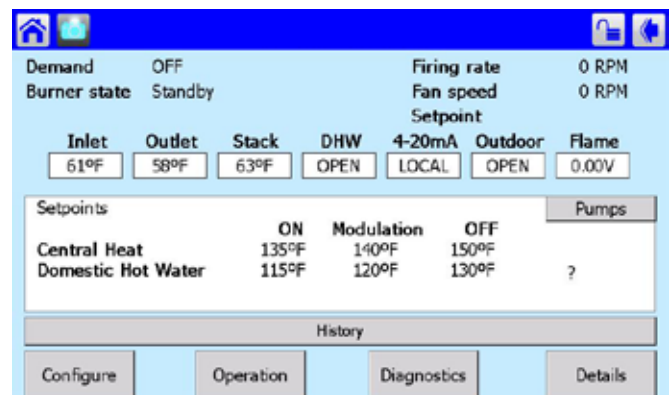 Demand OFF Firing rate 0 RPM
Burner state Standby Fan speed 0 RPM
Setpoint
Inlet Outlet Stack DHW 4-20mA Outdoor Flame
61ºF 58ºF 63ºF OPEN LOCAL OPEN 0.00V
Setpoints Pumps
ON Modulation OFF
Central Heat 135ºF 140ºF 150ºF
Domestic Hot Water 115ºF 120ºF 130ºF ?
History
Configure Operation Diagnostics Details